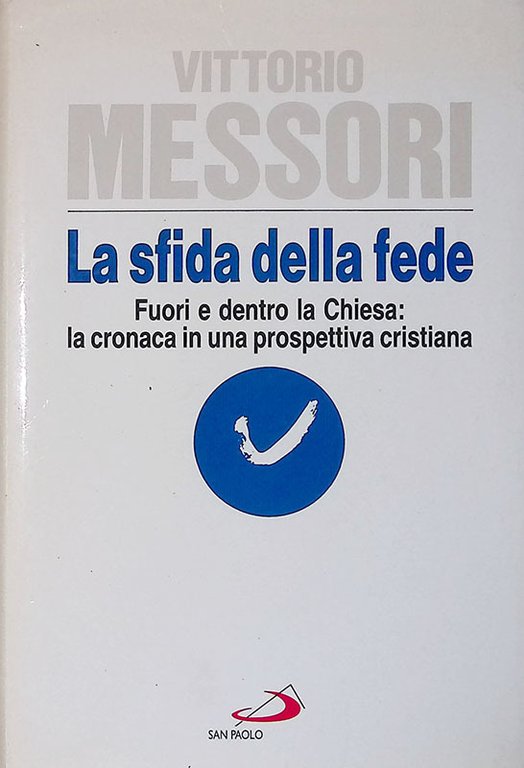 VITTORIO
MESSORI
La sfida della fede
Fuori e dentro la Chiesa:
la cronaca in una prospettiva cristiana
SAN PAOLO